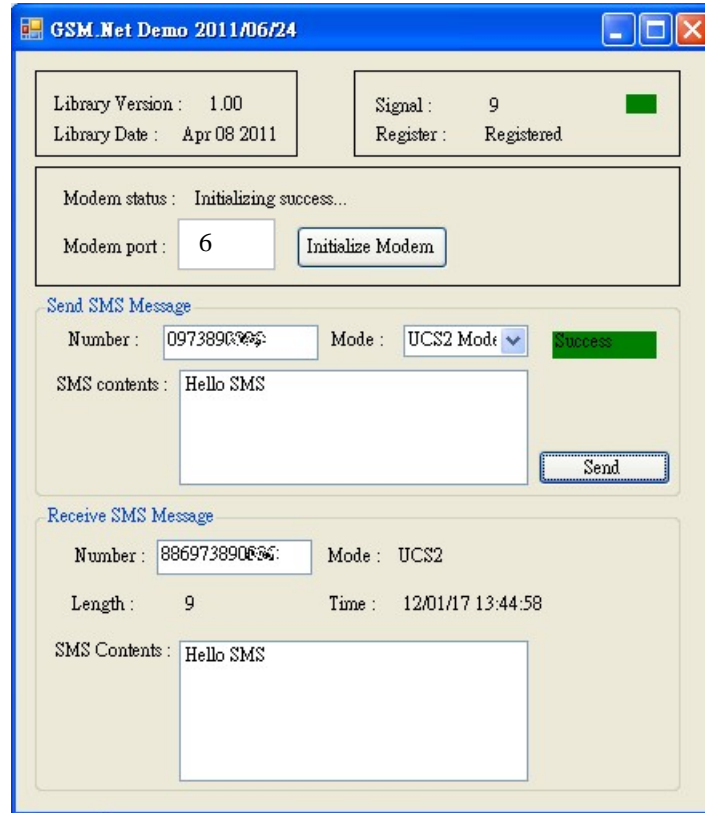 GSM.Net Demo 2011/06/24
Library Version : 1.00
Library Date : Apr 08 2011
Signal : 9
Register : Registered
Modem status : Initializing success...
Modem port : 6 Initialize Modem
Send SMS Message
Number : Mode : UCS2 Mode Success
SMS contents : Hello SMS
Send
Receive SMS Message
Number : Mode : UCS2
Length : 9 Time : 12/01/17 13:44:58
SMS Contents : Hello SMS